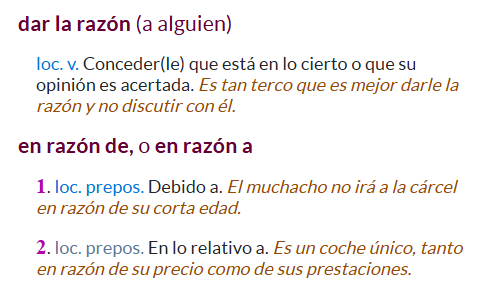 dar la razón (a alguien)
loc. v. Conceder(le) que está en lo cierto o que su
opinión es acertada. Es tan terco que es mejor darle la
razón y no discutir con él.
en razón de, o en razón a
1. loc. prepos. Debido a. El muchacho no irá a la cárcel
en razón de su corta edad.
2. loc. prepos. En lo relativo a. Es un coche único, tanto
en razón de su precio como de sus prestaciones.